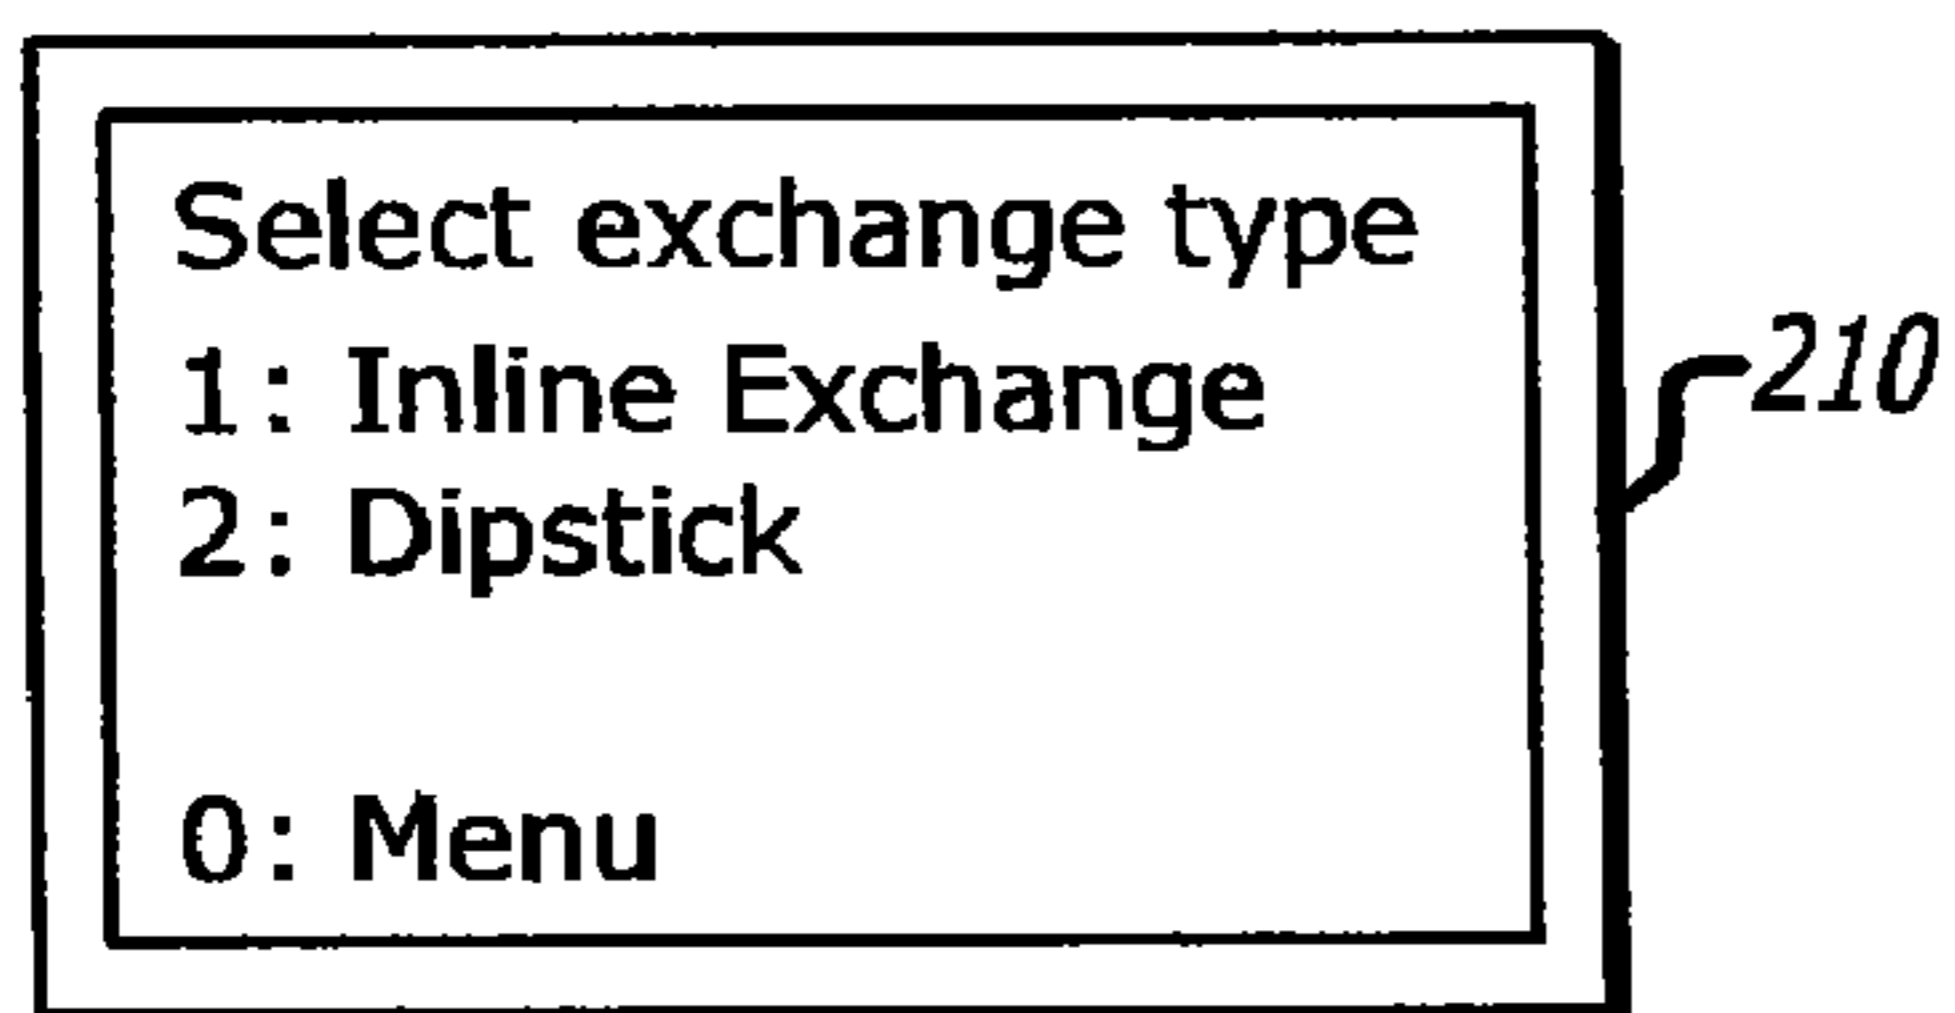 Select exchange type
1: Inline Exchange
2: Dipstick
0: Menu
210